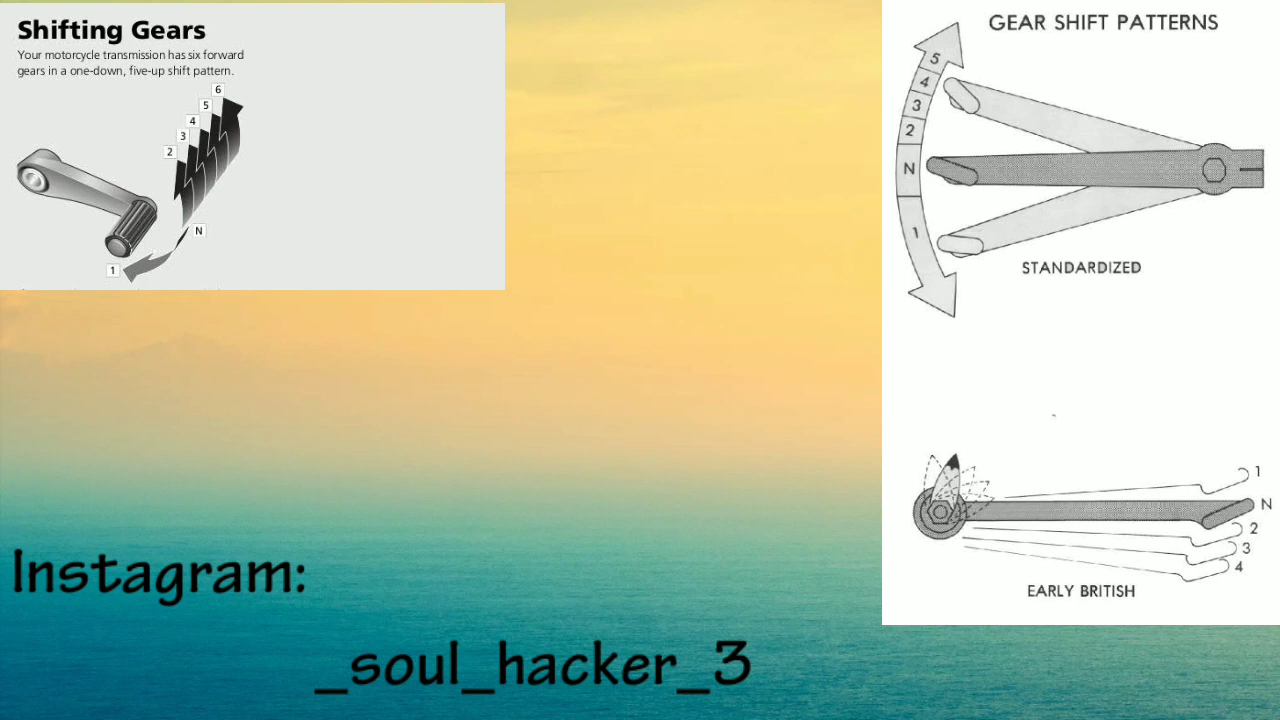 Shifting Gears
Your motorcycle transmission has six forward
gears in a one-down, five-up shift pattern.
6
5
4
3
2
N
1
GEAR SHIFT PATTERNS
5
4
3
2
N
1
STANDARDIZED
1
N
2
3
4
EARLY BRITISH
Instagram:
_soul_hacker_3